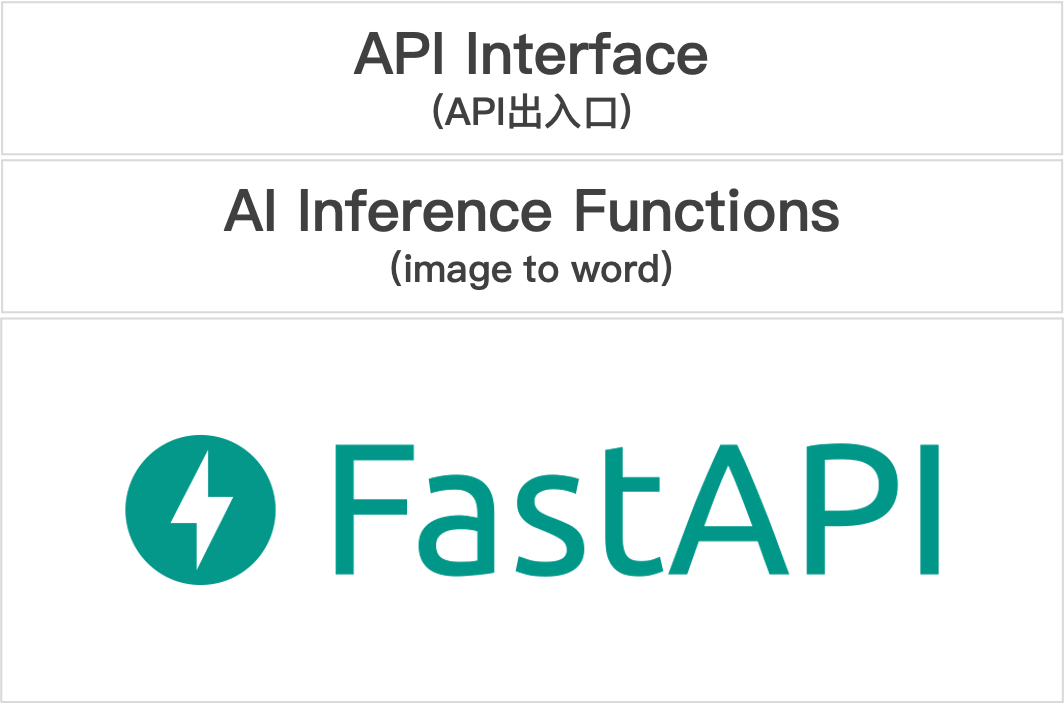 API Interface
(API出入口)
AI Inference Functions
(image to word)
FastAPI